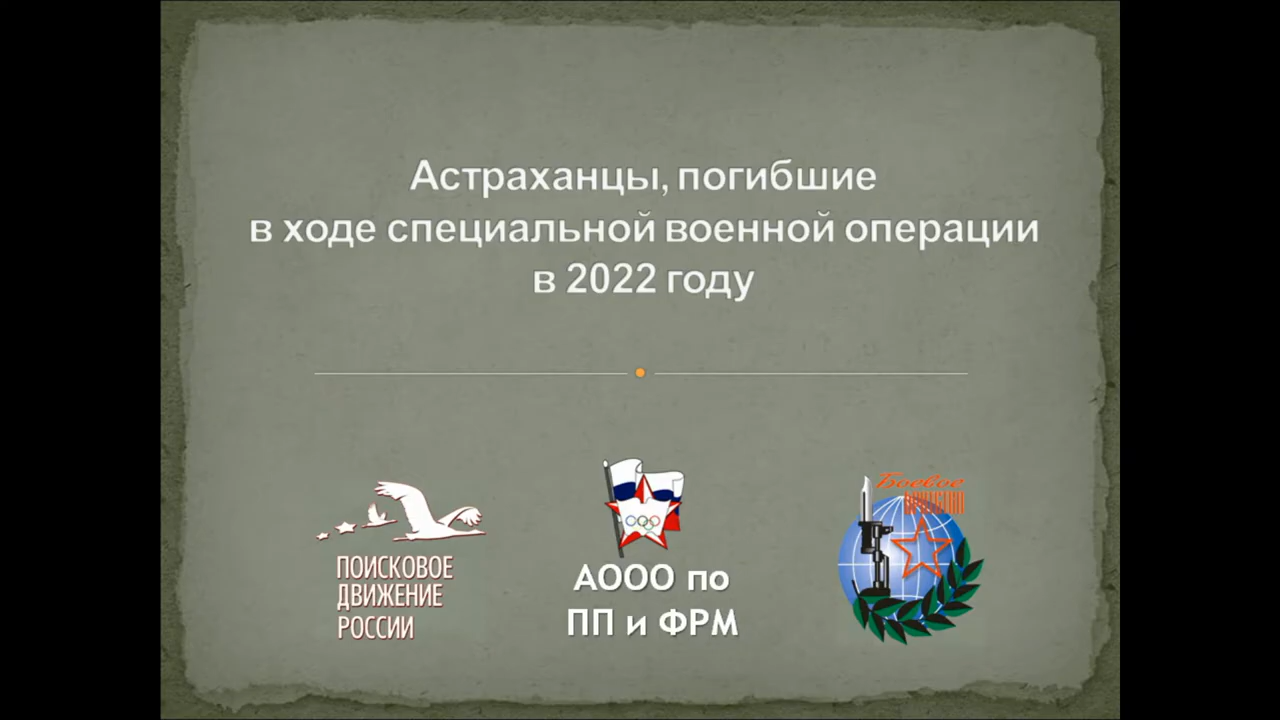 Астраханцы, погибшие
в ходе специальной военной операции
в 2022 году
ПОИСКОВОЕ
ДВИЖЕНИЕ
РОССИИ
АООО по
ПП и ФРМ
Боевое